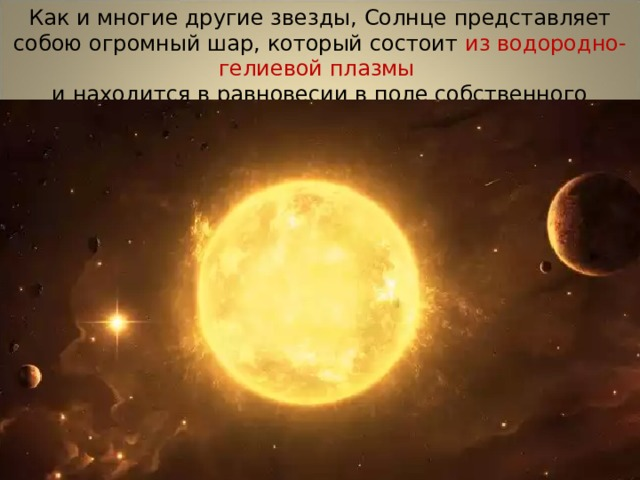 Как и многие другие звезды, Солнце представляет
собою огромный шар, который состоит из водородно-
гелиевой плазмы
и находится в равновесии в поле собственного